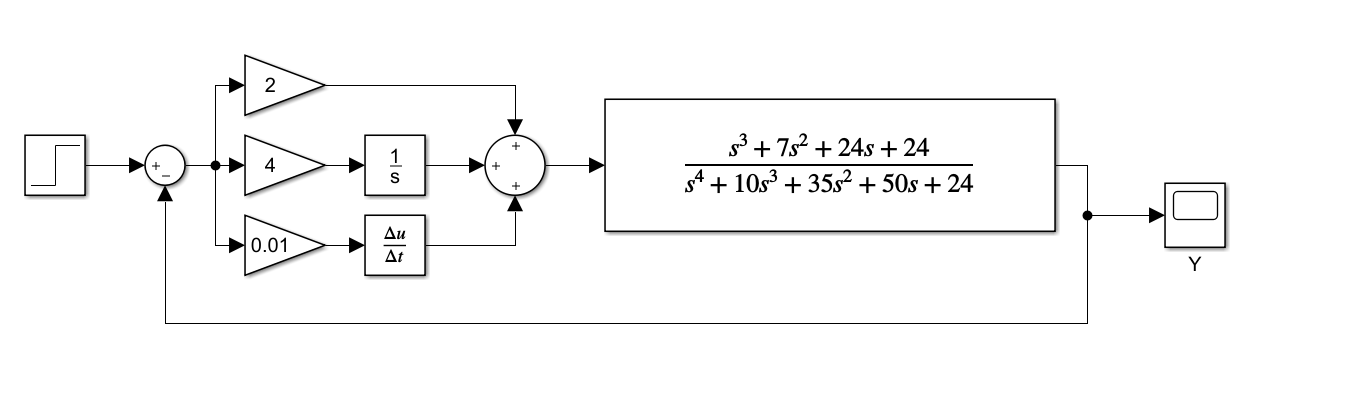 2
+
−
4
1
s
+
+
+
0.01
Δu
Δt
s³ + 7s² + 24s + 24
s⁴ + 10s³ + 35s² + 50s + 24
Y